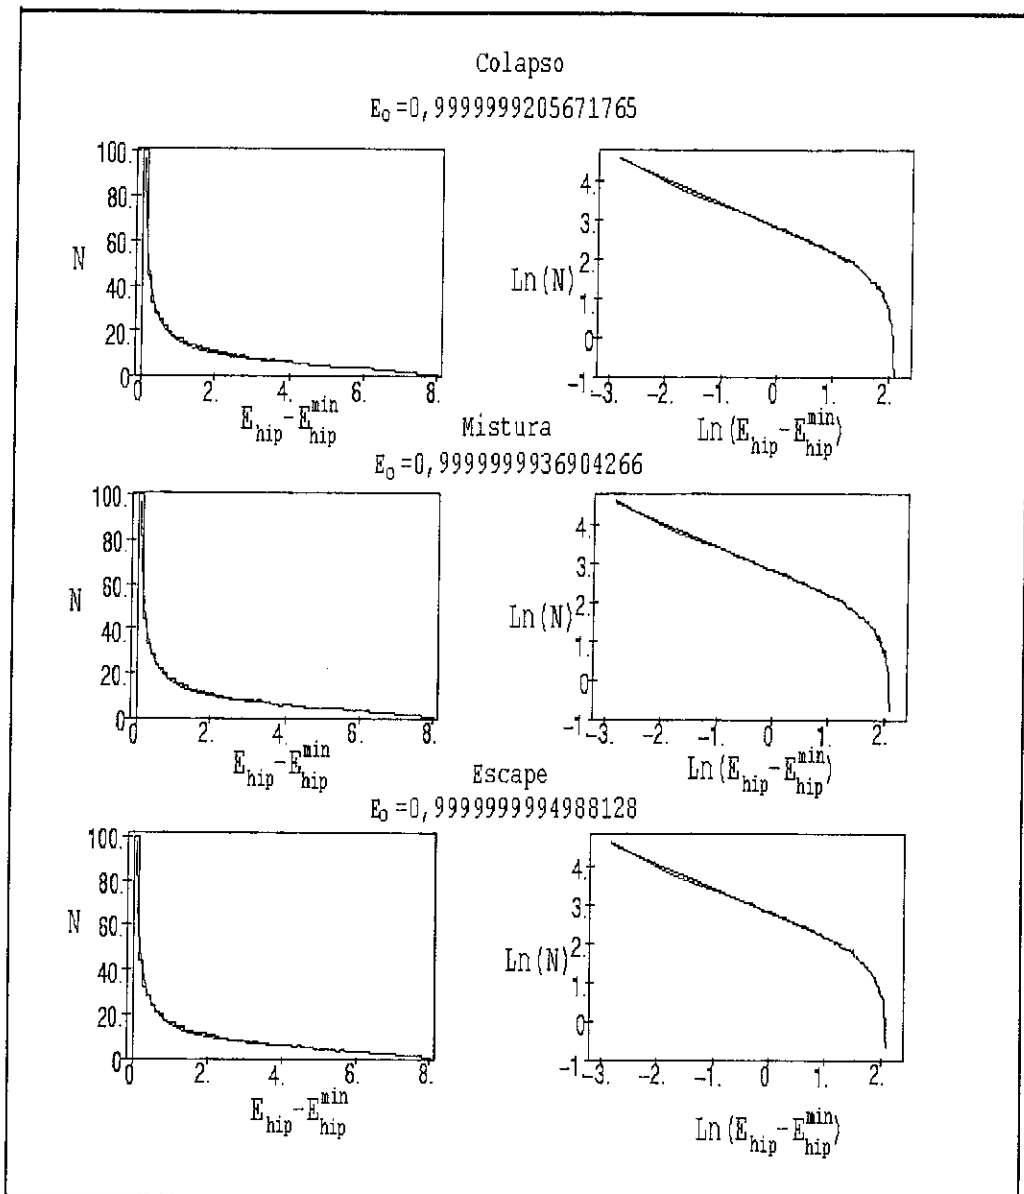 Colapso
E₀=0,9999999205671765
100.
80.
60.
40.
20.
0
N
0 2. 4. 6. 8.
E_hip-E_hip^min
4.
3.
2.
1.
0
-1.
Ln(N)
-3. -2. -1. 0 1. 2.
Ln(E_hip-E_hip^min)
Mistura
E₀=0,9999999936904266
100.
80.
60.
40.
20.
0
N
0 2. 4. 6. 8.
E_hip-E_hip^min
4.
3.
2.
1.
0
-1
Ln(N)
-3. -2. -1. 0 1. 2.
Ln(E_hip-E_hip^min)
Escape
E₀=0,9999999994988128
100.
80.
60.
40.
20.
0
N
0 2. 4. 6. 8.
E_hip-E_hip^min
4.
3.
2.
1.
0
-1.
Ln(N)
-3. -2. -1. 0 1. 2.
Ln(E_hip-E_hip^min)